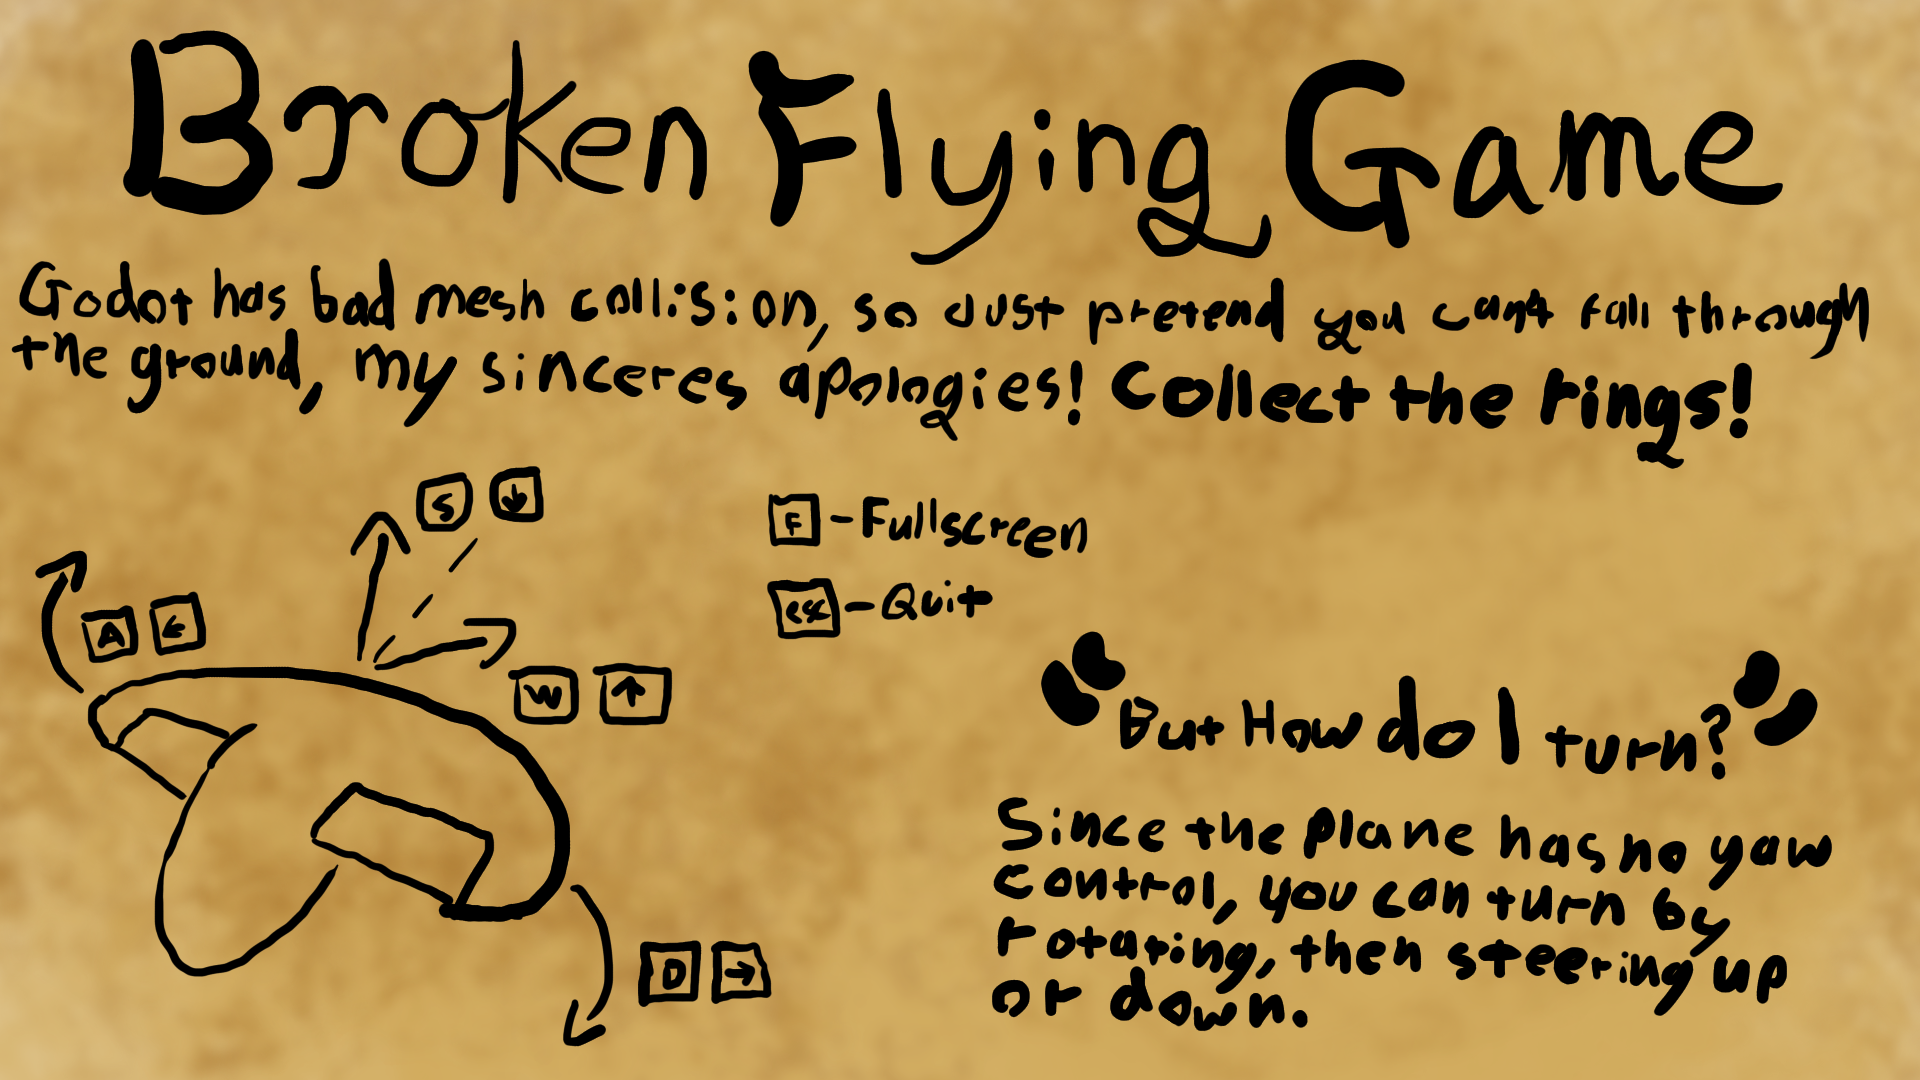 Broken Flying Game
Godot has bad mesh collision, so Just pretend you cant fall through
the ground, my sinceres apologies! Collect the rings!
S ↓
F - Fullscreen
esc - Quit
A ←
W ↑
"But How do I turn?"
Since the plane has no yaw
control, you can turn by
rotating, then steering up
or down.
D →